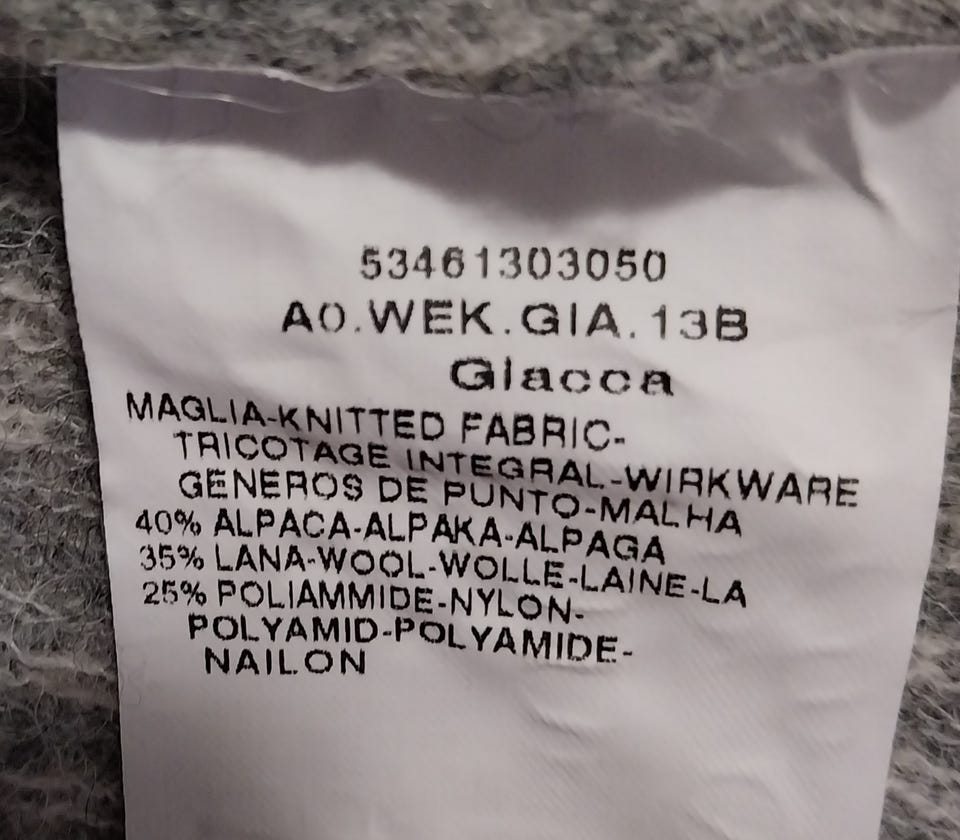 53461303050
A0.WEK.GIA.13B
Giacca
MAGLIA-KNITTED FABRIC-
TRICOTAGE INTEGRAL-WIRKWARE
GENEROS DE PUNTO-MALHA
40% ALPACA-ALPAKA-ALPAGA
35% LANA-WOOL-WOLLE-LAINE-LA
25% POLIAMMIDE-NYLON-
POLYAMID-POLYAMIDE-
NAILON